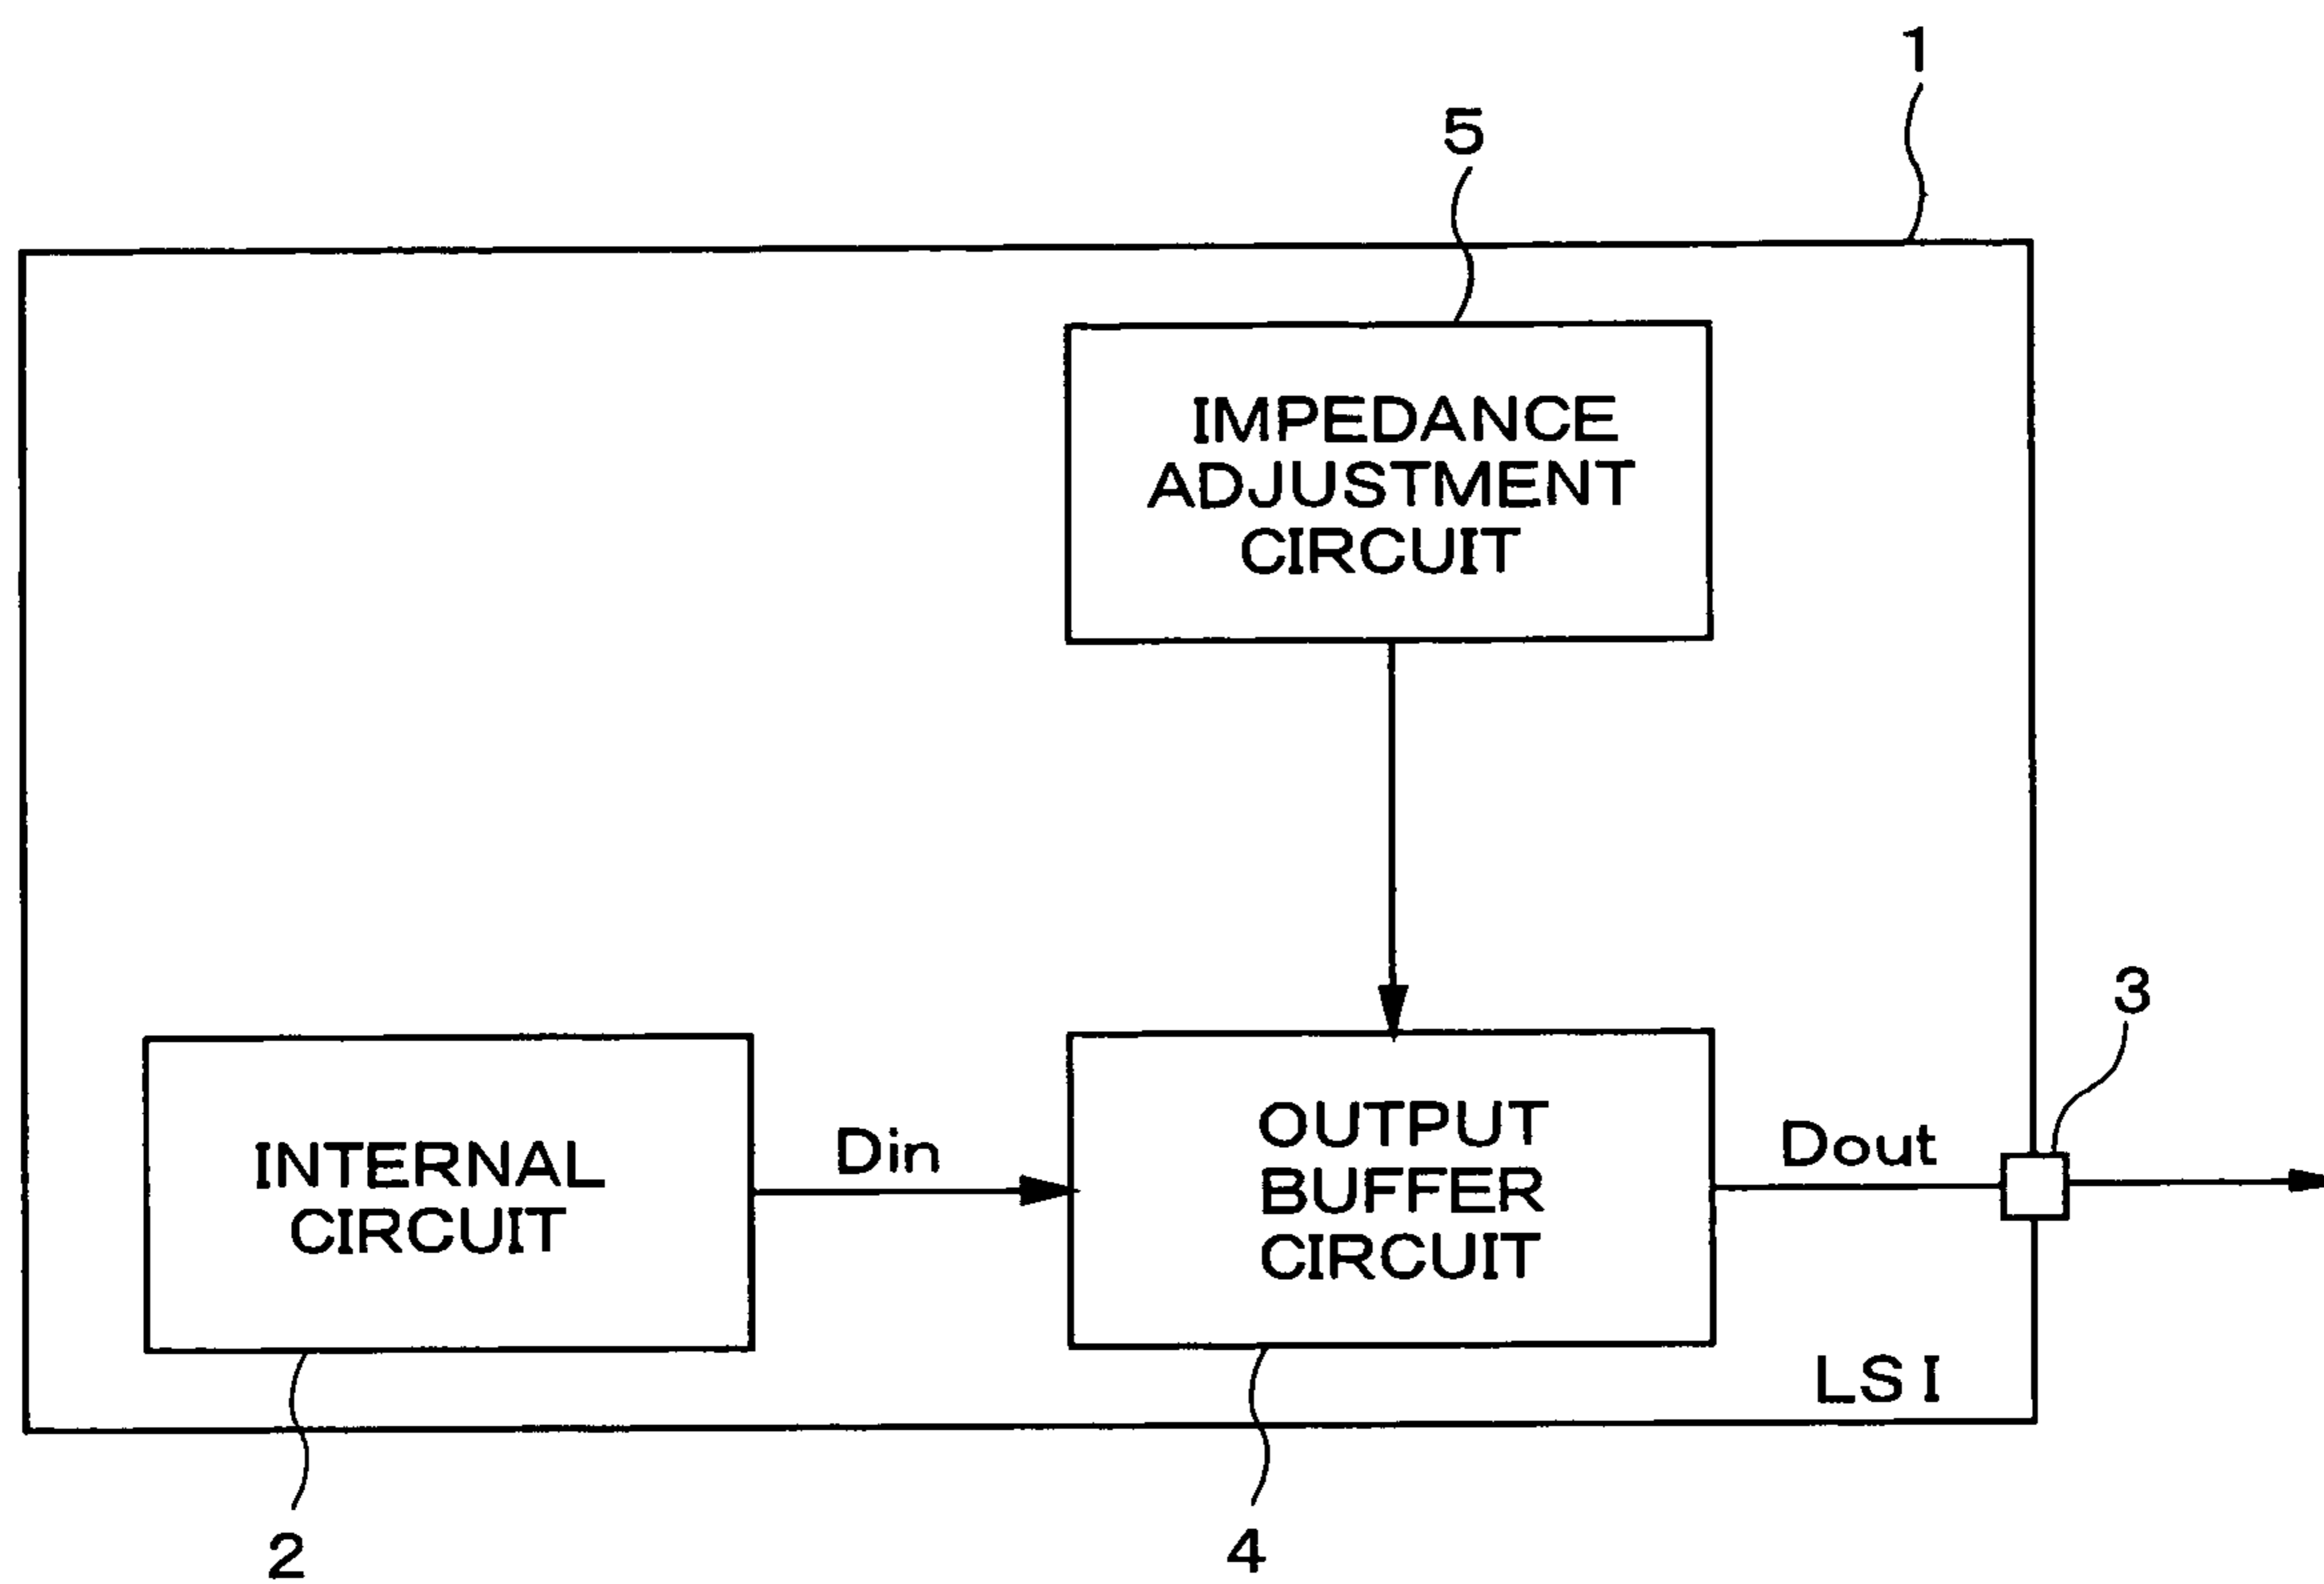 1
5
IMPEDANCE
ADJUSTMENT
CIRCUIT
3
INTERNAL
CIRCUIT
Din
OUTPUT
BUFFER
CIRCUIT
Dout
LSI
2
4